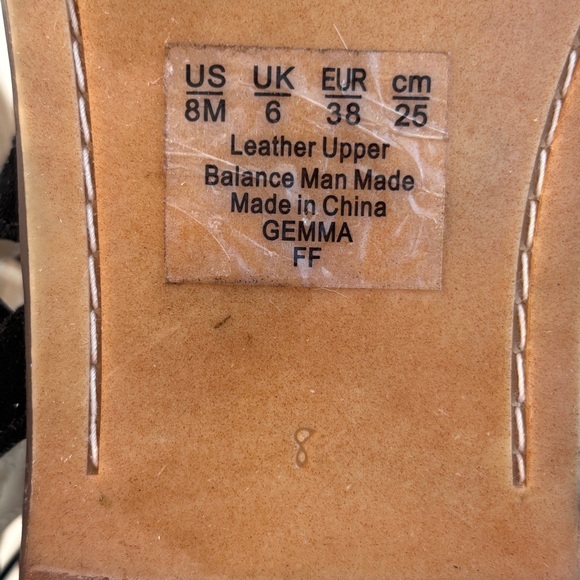 US UK EUR cm
8M 6 38 25
Leather Upper
Balance Man Made
Made in China
GEMMA
FF
8